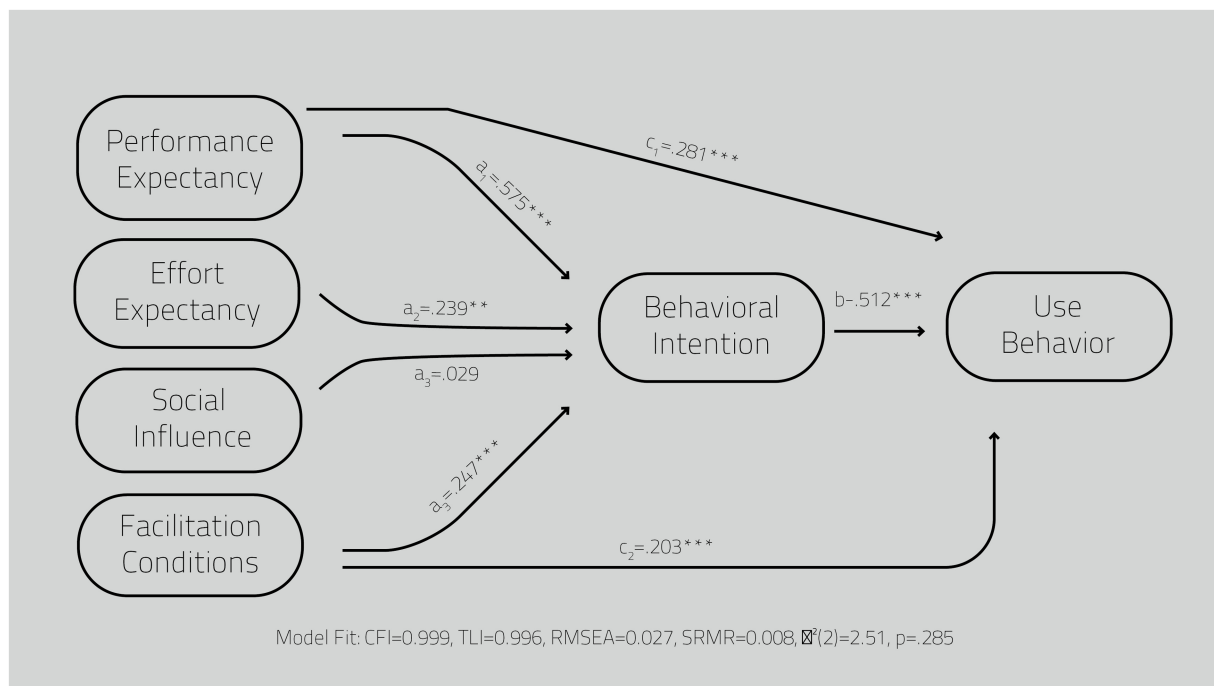 Performance
Expectancy
c₁=.281***
a₁=.575***
Effort
Expectancy
a₂=.239**
Behavioral
Intention
b-.512***
Use
Behavior
a₃=.029
Social
Influence
a₃=.247***
Facilitation
Conditions
c₂=.203***
Model Fit: CFI=0.999, TLI=0.996, RMSEA=0.027, SRMR=0.008, ²(2)=2.51, p=.285